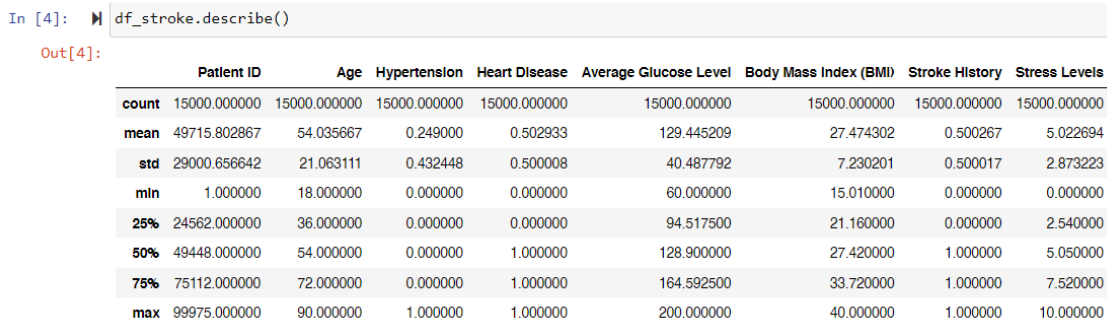 In [4]: df_stroke.describe()
Out[4]:
Patient ID Age Hypertension Heart Disease Average Glucose Level Body Mass Index (BMI) Stroke History Stress Levels
count 15000.000000 15000.000000 15000.000000 15000.000000 15000.000000 15000.000000 15000.000000 15000.000000
mean 49715.802867 54.035667 0.249000 0.502933 129.445209 27.474302 0.500267 5.022694
std 29000.656642 21.063111 0.432448 0.500008 40.487792 7.230201 0.500017 2.873223
min 1.000000 18.000000 0.000000 0.000000 60.000000 15.010000 0.000000 0.000000
25% 24562.000000 36.000000 0.000000 0.000000 94.517500 21.160000 0.000000 2.540000
50% 49448.000000 54.000000 0.000000 1.000000 128.900000 27.420000 1.000000 5.050000
75% 75112.000000 72.000000 0.000000 1.000000 164.592500 33.720000 1.000000 7.520000
max 99975.000000 90.000000 1.000000 1.000000 200.000000 40.000000 1.000000 10.000000